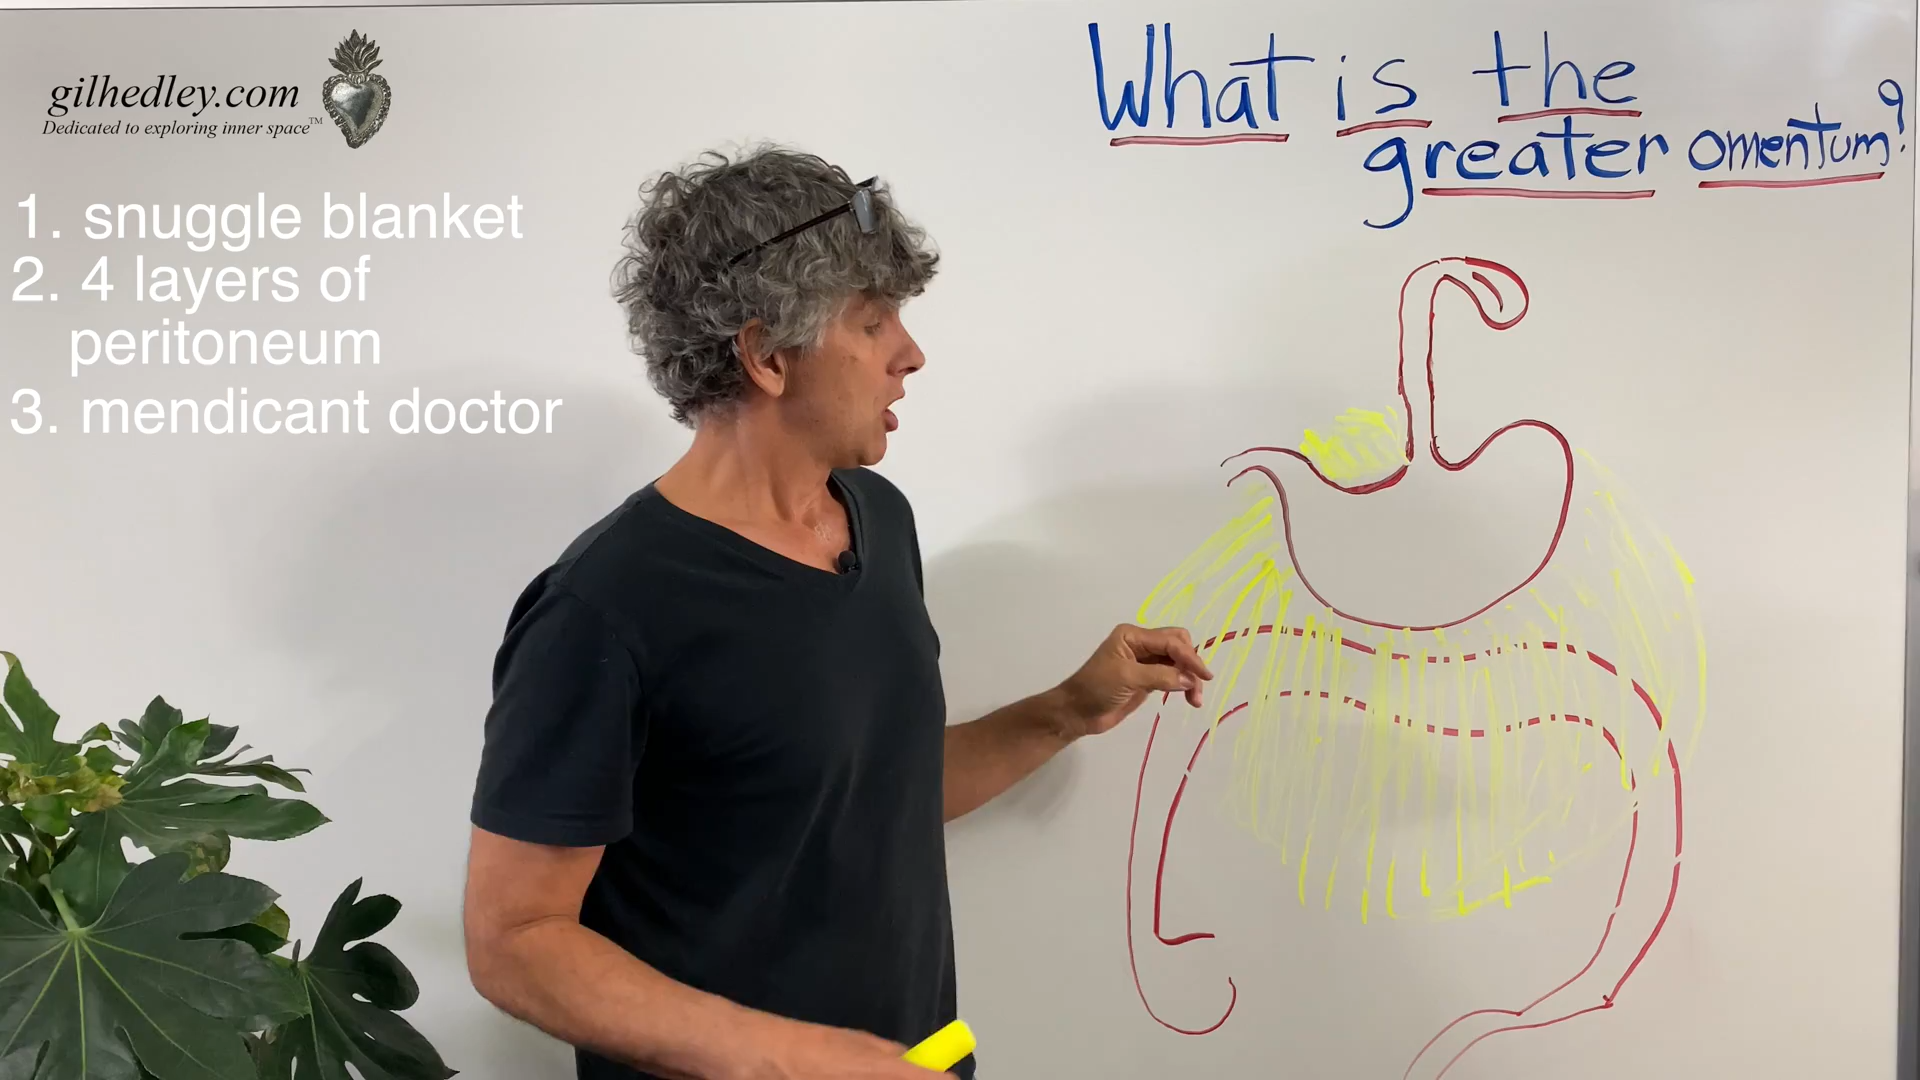 gilhedley.com
Dedicated to exploring inner space™
1. snuggle blanket
2. 4 layers of
peritoneum
3. mendicant doctor
What is the
greater omentum?